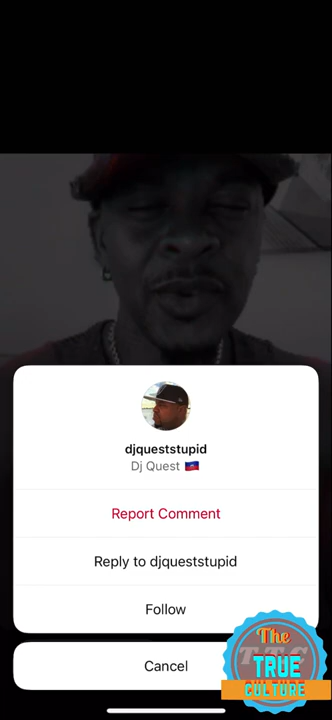 djqueststupid
Dj Quest 🇭🇹
Report Comment
Reply to djqueststupid
Follow
Cancel
The
TRUE
CULTURE